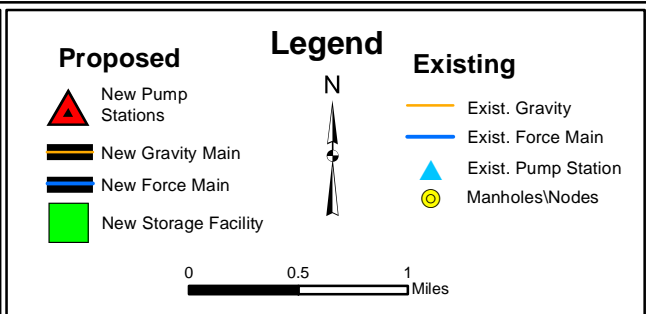 Legend
Proposed
New Pump
Stations
New Gravity Main
New Force Main
New Storage Facility
N
Existing
Exist. Gravity
Exist. Force Main
Exist. Pump Station
Manholes\Nodes
0 0.5 1
Miles